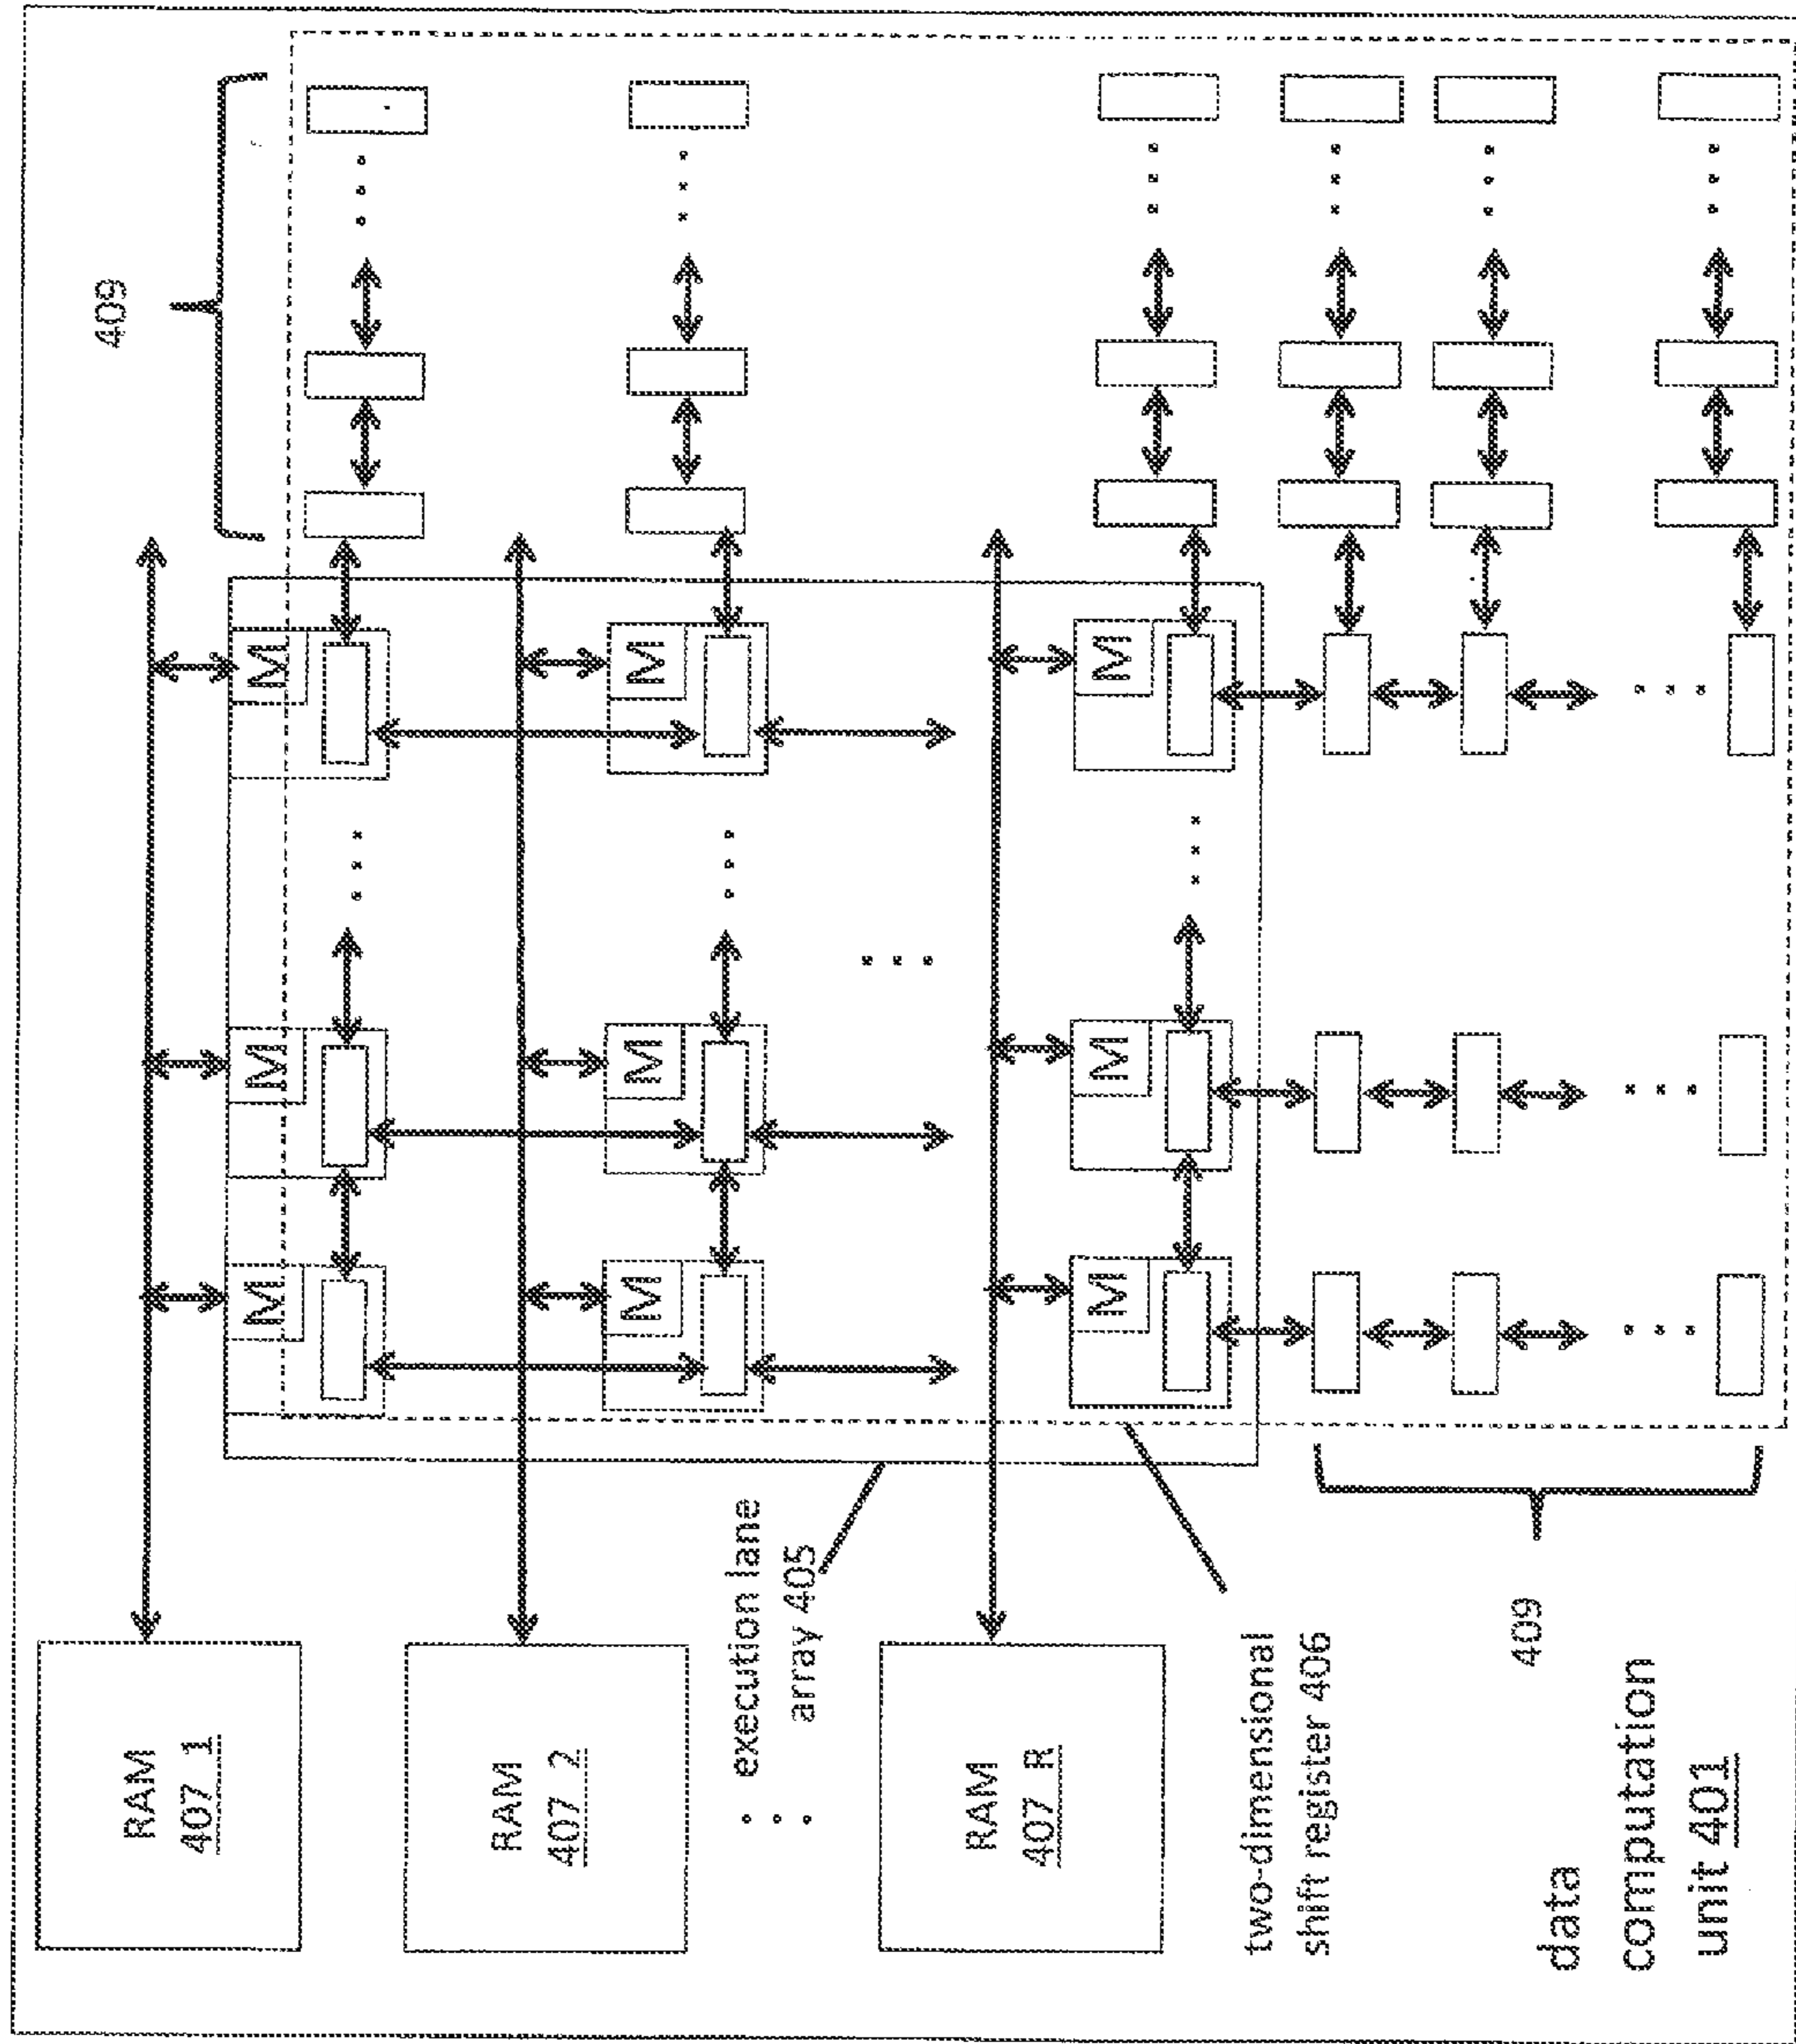 409
M
M
M
RAM
407_1
M
M
M
RAM
407_2
execution lane
array 405
M
M
M
RAM
407_R
two-dimensional
shift register 406
409
data
computation
unit 401